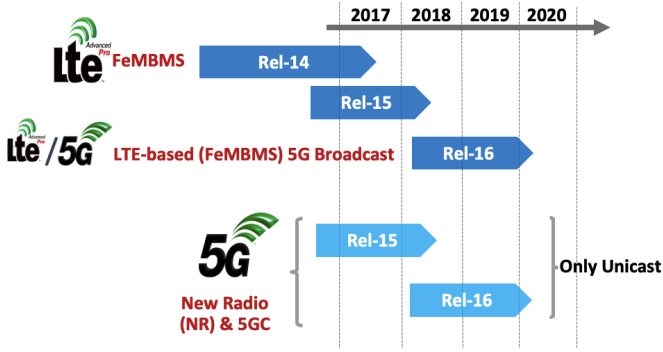 2017 2018 2019 2020
Advanced
Pro
Lte FeMBMS
Rel-14
Rel-15
Advanced
Pro
Lte / 5G LTE-based (FeMBMS) 5G Broadcast
Rel-16
5G
Rel-15
Only Unicast
New Radio
(NR) & 5GC
Rel-16